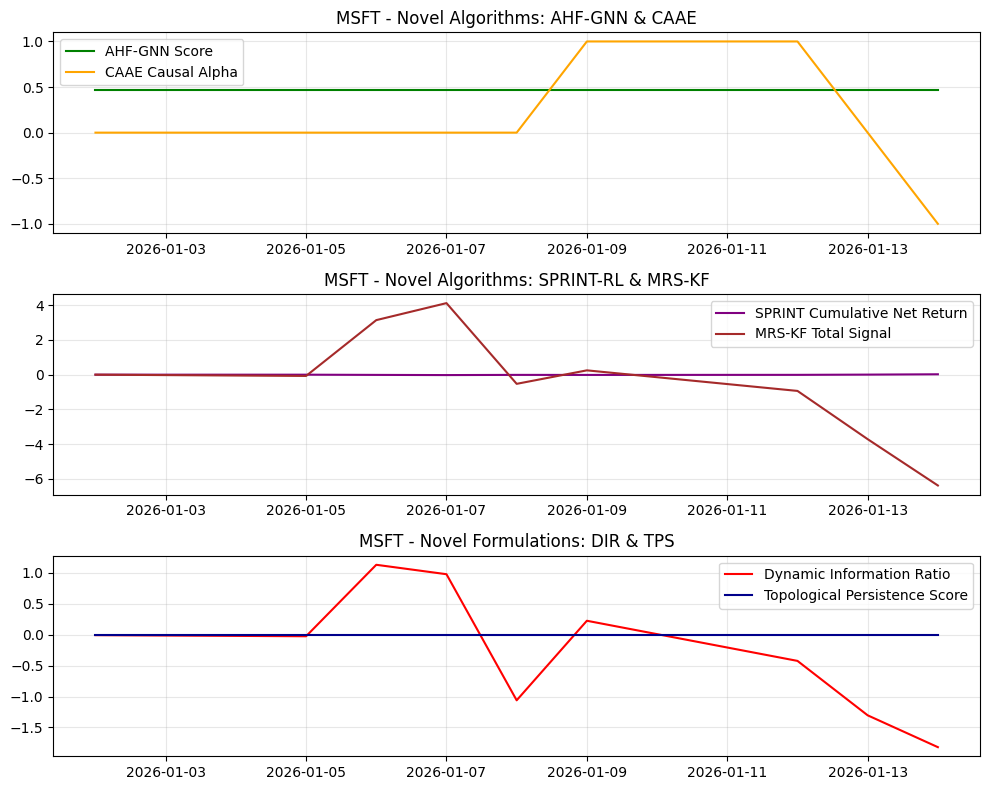 MSFT - Novel Algorithms: AHF-GNN & CAAE
AHF-GNN Score
CAAE Causal Alpha
1.0
0.5
0.0
−0.5
−1.0
2026-01-03 2026-01-05 2026-01-07 2026-01-09 2026-01-11 2026-01-13
MSFT - Novel Algorithms: SPRINT-RL & MRS-KF
SPRINT Cumulative Net Return
MRS-KF Total Signal
4
2
0
−2
−4
−6
2026-01-03 2026-01-05 2026-01-07 2026-01-09 2026-01-11 2026-01-13
MSFT - Novel Formulations: DIR & TPS
Dynamic Information Ratio
Topological Persistence Score
1.0
0.5
0.0
−0.5
−1.0
−1.5
2026-01-03 2026-01-05 2026-01-07 2026-01-09 2026-01-11 2026-01-13